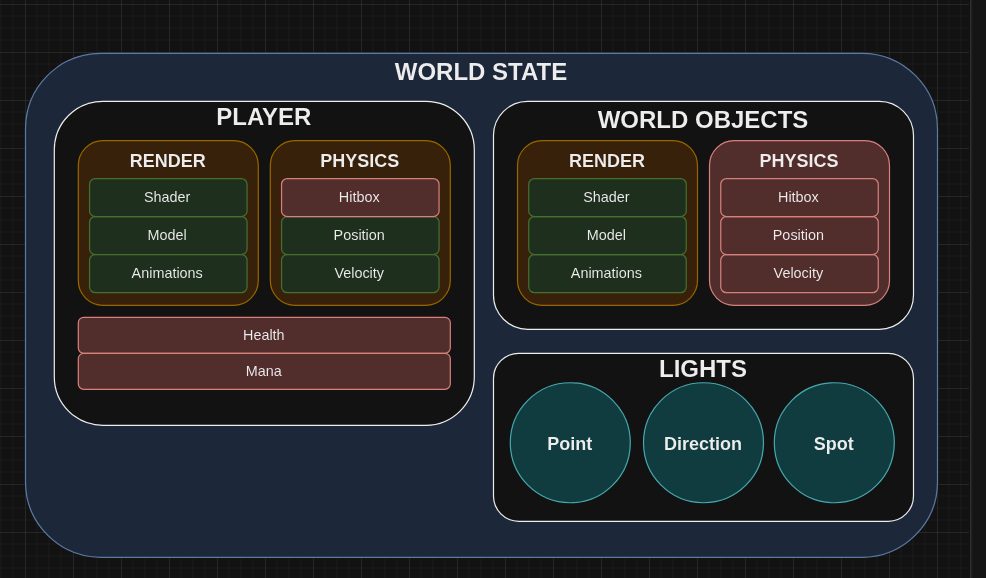 WORLD STATE
PLAYER
RENDER
Shader
Model
Animations
PHYSICS
Hitbox
Position
Velocity
Health
Mana
WORLD OBJECTS
RENDER
Shader
Model
Animations
PHYSICS
Hitbox
Position
Velocity
LIGHTS
Point
Direction
Spot